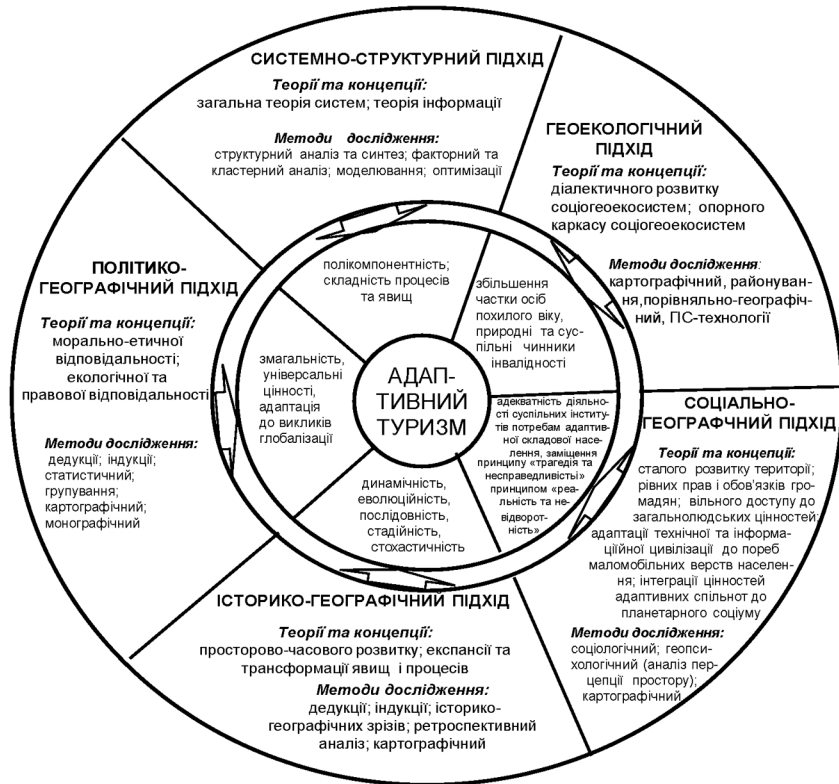 СИСТЕМНО-СТРУКТУРНИЙ ПІДХІД
Теорії та концепції:
загальна теорія систем; теорія інформації
Методи дослідження:
структурний аналіз та синтез; факторний та
кластерний аналіз; моделювання; оптимізації
ГЕОЕКОЛОГІЧНИЙ
ПІДХІД
Теорії та концепції:
діалектичного розвитку
соціогеоекосистем; опорного
каркасу соціогеоекосистем
Методи дослідження:
картографічний, районуван-
ня,порівняльно-географіч-
ний, ГІС-технології
СОЦІАЛЬНО-
ГЕОГРАФЧНИЙ ПІДХІД
Теорії та концепції:
сталого розвитку території;
рівних прав і обов'язків гро-
мадян; вільного доступу до
загальнолюдських цінностей;
адаптації технічної та інформа-
ціїйної цивілізації до пореб
маломобільних верств населен-
ня; інтеграції цінностей
адаптивних спільнот до
планетарного соціуму
Методи дослідження:
соціологічний; геопси-
хологічний (аналіз пер-
цепції простору);
картографічний
ІСТОРИКО-ГЕОГРАФІЧНИЙ ПІДХІД
Теорії та концепції:
просторово-часового розвитку; експансії та
трансформації явищ і процесів
Методи дослідження:
дедукції; індукції; історико-
географічних зрізів; ретроспективний
аналіз; картографічний
ПОЛІТИКО-
ГЕОГРАФІЧНИЙ ПІДХІД
Теорії та концепції:
морально-етичної
відповідальності;
екологічної та
правової відповідальності
Методи дослідження:
дедукції; індукції;
статистичний;
групування;
картографічний;
монографічний
полікомпонентність;
складність процесів
та явищ
збільшення
частки осіб
похилого віку,
природні та сус-
пільні чинники
інвалідності
адекватність діяльно-
сті суспільних інститу-
тів потребам адаптив-
ної складової насе-
лення, заміщення
принципу «трагедія та
несправедливістьі»
принципом «реа-
льність та не-
відворот-
ність»
динамічність,
еволюційність,
послідовність,
стадійність,
стохастичність
змагальність,
універсальні
цінності,
адаптація
до викликів
глобалізації
АДАП-
ТИВНИЙ
ТУРИЗМ